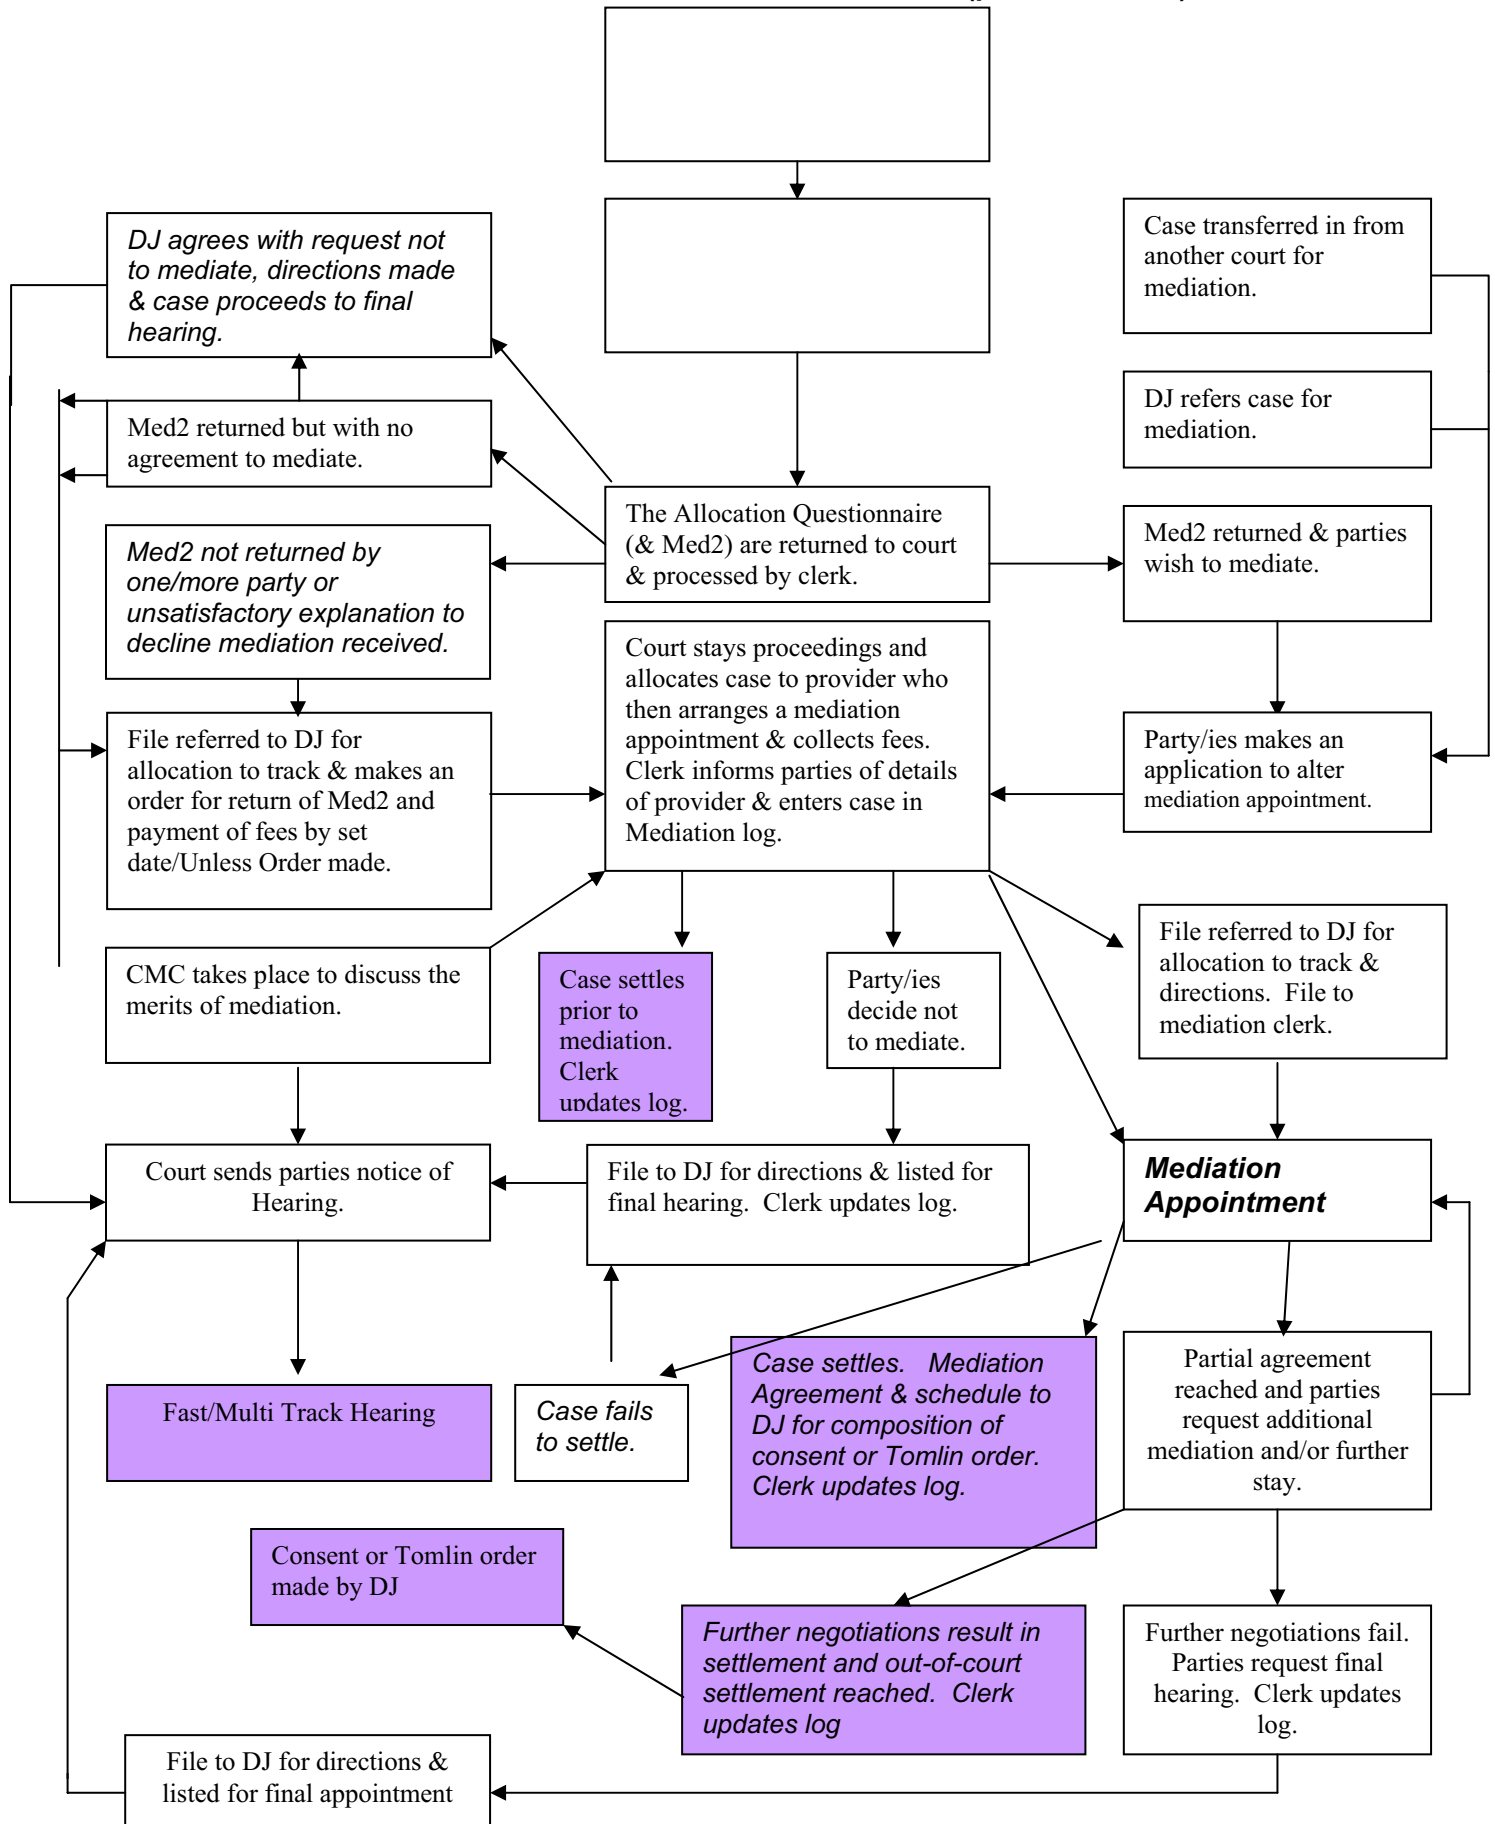 DJ agrees with request not
to mediate, directions made
& case proceeds to final
hearing.
Case transferred in from
another court for
mediation.
DJ refers case for
mediation.
Med2 returned but with no
agreement to mediate.
The Allocation Questionnaire
(& Med2) are returned to court
& processed by clerk.
Med2 returned & parties
wish to mediate.
Med2 not returned by
one/more party or
unsatisfactory explanation to
decline mediation received.
Court stays proceedings and
allocates case to provider who
then arranges a mediation
appointment & collects fees.
Clerk informs parties of details
of provider & enters case in
Mediation log.
File referred to DJ for
allocation to track & makes an
order for return of Med2 and
payment of fees by set
date/Unless Order made.
Party/ies makes an
application to alter
mediation appointment.
CMC takes place to discuss the
merits of mediation.
Case settles
prior to
mediation.
Clerk
updates log.
Party/ies
decide not
to mediate.
File referred to DJ for
allocation to track &
directions. File to
mediation clerk.
Court sends parties notice of
Hearing.
File to DJ for directions & listed for
final hearing. Clerk updates log.
Mediation
Appointment
Fast/Multi Track Hearing
Case fails
to settle.
Case settles. Mediation
Agreement & schedule to
DJ for composition of
consent or Tomlin order.
Clerk updates log.
Partial agreement
reached and parties
request additional
mediation and/or further
stay.
Consent or Tomlin order
made by DJ
Further negotiations result in
settlement and out-of-court
settlement reached. Clerk
updates log
Further negotiations fail.
Parties request final
hearing. Clerk updates
log.
File to DJ for directions &
listed for final appointment